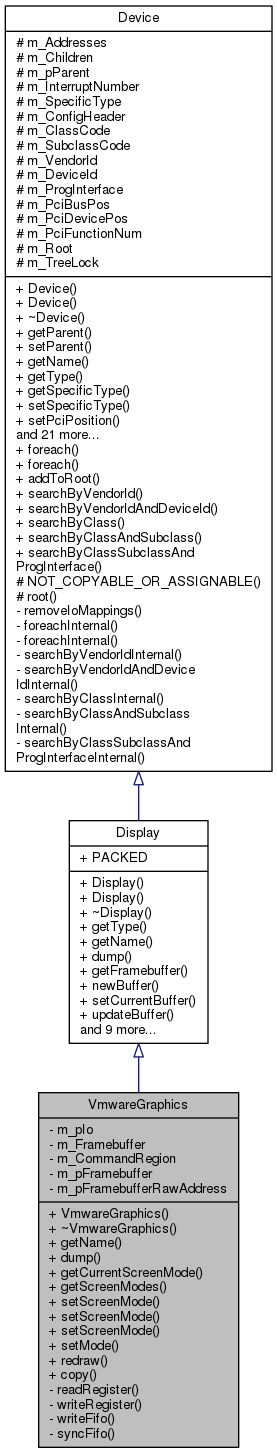 Device
# m_Addresses
# m_Children
# m_pParent
# m_InterruptNumber
# m_SpecificType
# m_ConfigHeader
# m_ClassCode
# m_SubclassCode
# m_VendorId
# m_DeviceId
# m_ProgInterface
# m_PciBusPos
# m_PciDevicePos
# m_PciFunctionNum
# m_Root
# m_TreeLock
+ Device()
+ Device()
+ ~Device()
+ getParent()
+ setParent()
+ getName()
+ getType()
+ getSpecificType()
+ setSpecificType()
+ setPciPosition()
and 21 more...
+ foreach()
+ foreach()
+ addToRoot()
+ searchByVendorId()
+ searchByVendorIdAndDeviceId()
+ searchByClass()
+ searchByClassAndSubclass()
+ searchByClassSubclassAnd
ProgInterface()
# NOT_COPYABLE_OR_ASSIGNABLE()
# root()
- removeIoMappings()
- foreachInternal()
- foreachInternal()
- searchByVendorIdInternal()
- searchByVendorIdAndDevice
IdInternal()
- searchByClassInternal()
- searchByClassAndSubclass
Internal()
- searchByClassSubclassAnd
ProgInterfaceInternal()
Display
+ PACKED
+ Display()
+ Display()
+ ~Display()
+ getType()
+ getName()
+ dump()
+ getFramebuffer()
+ newBuffer()
+ setCurrentBuffer()
+ updateBuffer()
and 9 more...
VmwareGraphics
- m_pIo
- m_Framebuffer
- m_CommandRegion
- m_pFramebuffer
- m_pFramebufferRawAddress
+ VmwareGraphics()
+ ~VmwareGraphics()
+ getName()
+ dump()
+ getCurrentScreenMode()
+ getScreenModes()
+ setScreenMode()
+ setScreenMode()
+ setScreenMode()
+ setMode()
+ redraw()
+ copy()
- readRegister()
- writeRegister()
- writeFifo()
- syncFifo()